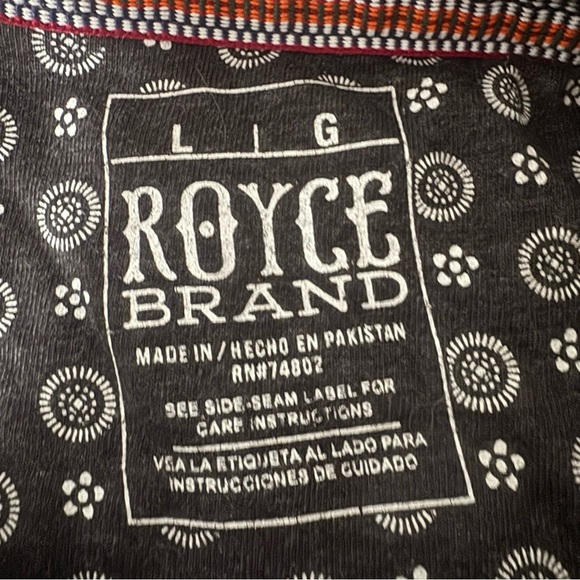 L | G
ROYCE
BRAND
MADE IN / HECHO EN PAKISTAN
RN#74802
SEE SIDE-SEAM LABEL FOR
CARE INSTRUCTIONS
VEA LA ETIQUETA AL LADO PARA
INSTRUCCIONES DE CUIDADO